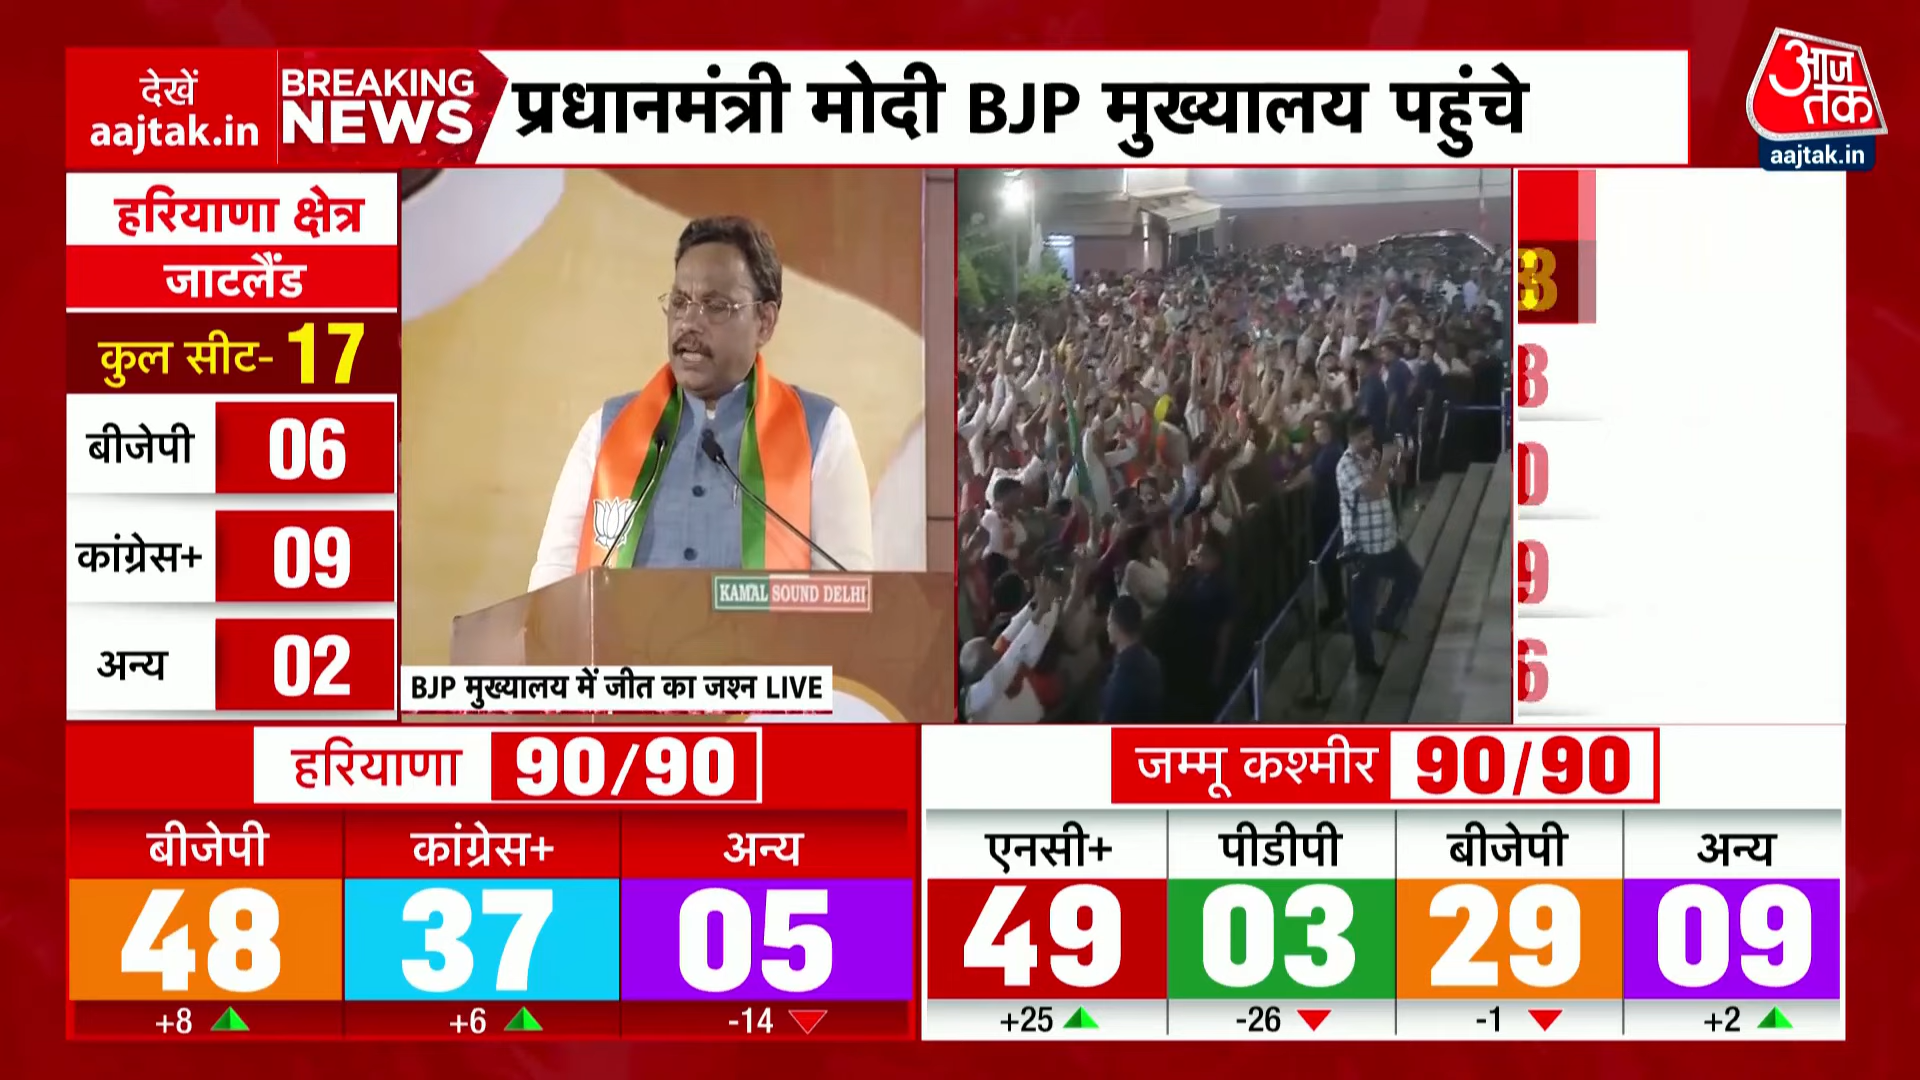 देखें
aajtak.in
BREAKING
NEWS
प्रधानमंत्री मोदी BJP मुख्यालय पहुंचे
आज
तक
aajtak.in
हरियाणा क्षेत्र
जाटलैंड
कुल सीट- 17
बीजेपी 06
कांग्रेस+ 09
अन्य 02
KAMAL SOUND DELHI
BJP मुख्यालय में जीत का जश्न LIVE
हरियाणा 90/90
बीजेपी कांग्रेस+ अन्य
48 37 05
+8 +6 -14
जम्मू कश्मीर 90/90
एनसी+ पीडीपी बीजेपी अन्य
49 03 29 09
+25 -26 -1 +2